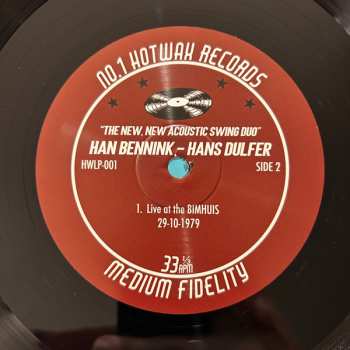 NO.1 HOTWAX RECORDS
"THE NEW, NEW ACOUSTIC SWING DUO"
HAN BENNINK - HANS DULFER
HWLP-001 SIDE 2
1. Live at the BIMHUIS
29-10-1979
33 ⅓ RPM
MEDIUM FIDELITY